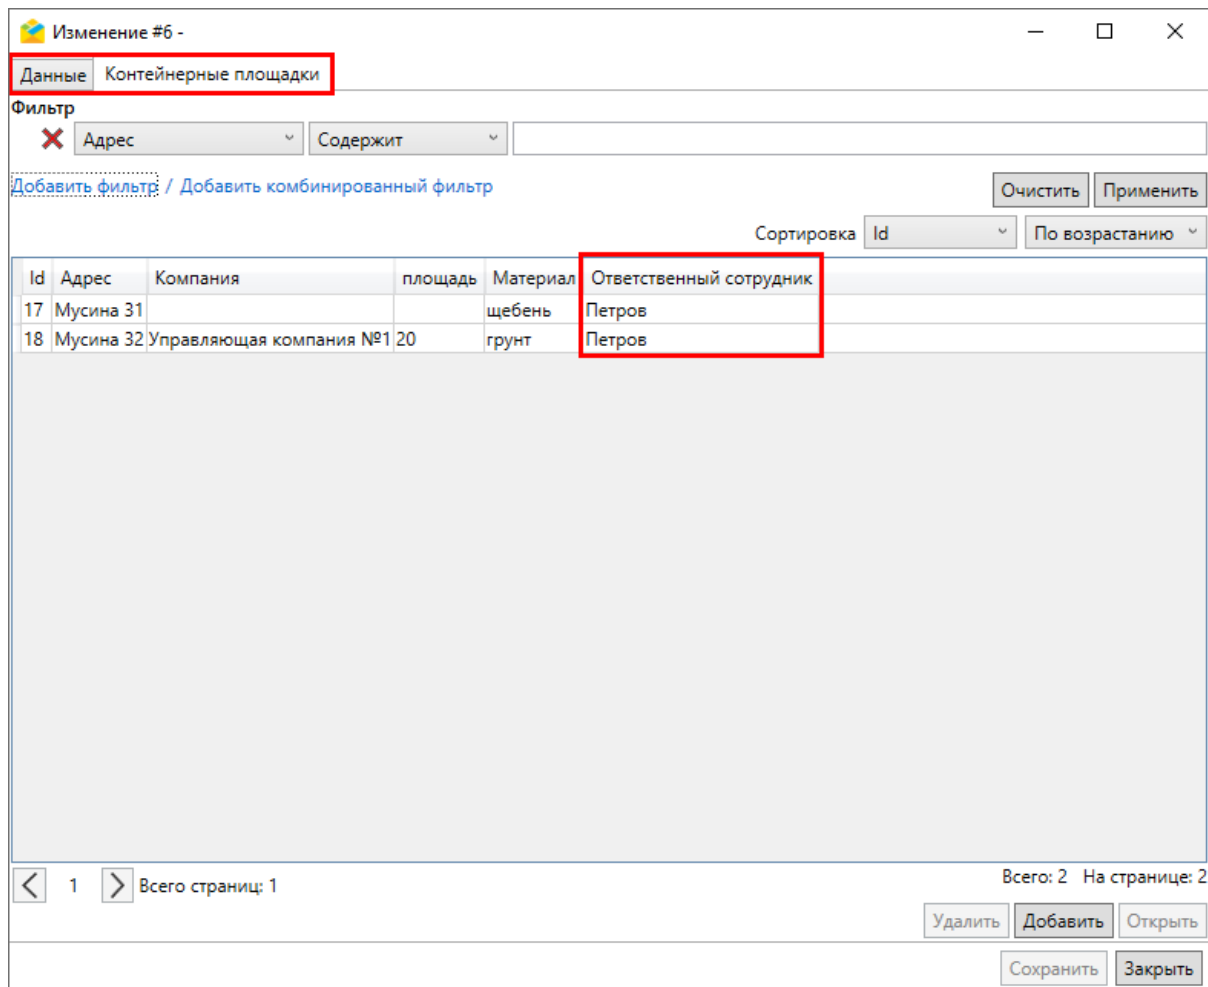 Изменение #6 -
Данные Контейнерные площадки
Фильтр
Адрес Содержит
Добавить фильтр / Добавить комбинированный фильтр Очистить Применить
Сортировка Id По возрастанию
Id Адрес Компания площадь Материал Ответственный сотрудник
17 Мусина 31 щебень Петров
18 Мусина 32 Управляющая компания №1 20 грунт Петров
1 Всего страниц: 1 Всего: 2 На странице: 2
Удалить Добавить Открыть
Сохранить Закрыть